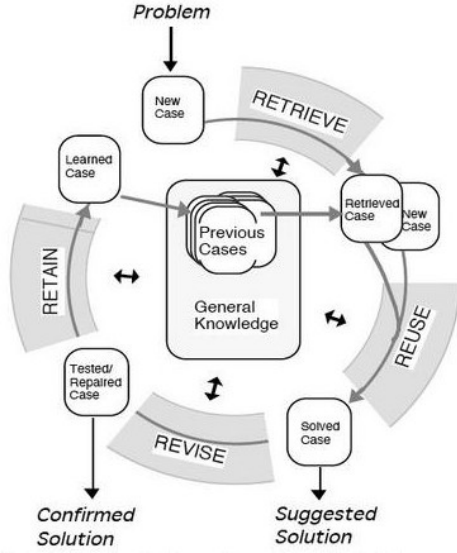 Problem
New
Case
RETRIEVE
Learned
Case
Retrieved
Case
New
Case
Previous
Cases
General
Knowledge
RETAIN
REUSE
Tested/
Repaired
Case
REVISE
Solved
Case
Confirmed
Solution
Suggested
Solution